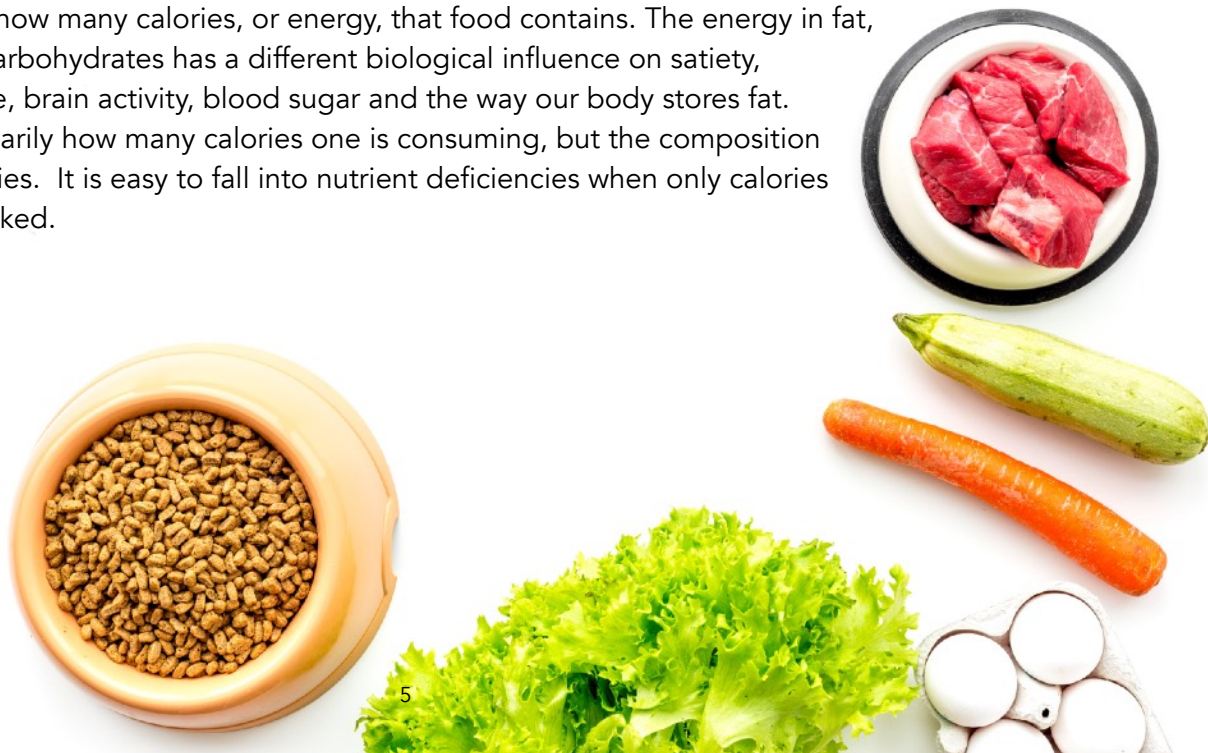 how many calories, or energy, that food contains. The energy in fat,
arbohydrates has a different biological influence on satiety,
e, brain activity, blood sugar and the way our body stores fat.
arily how many calories one is consuming, but the composition
ies. It is easy to fall into nutrient deficiencies when only calories
ked.
5